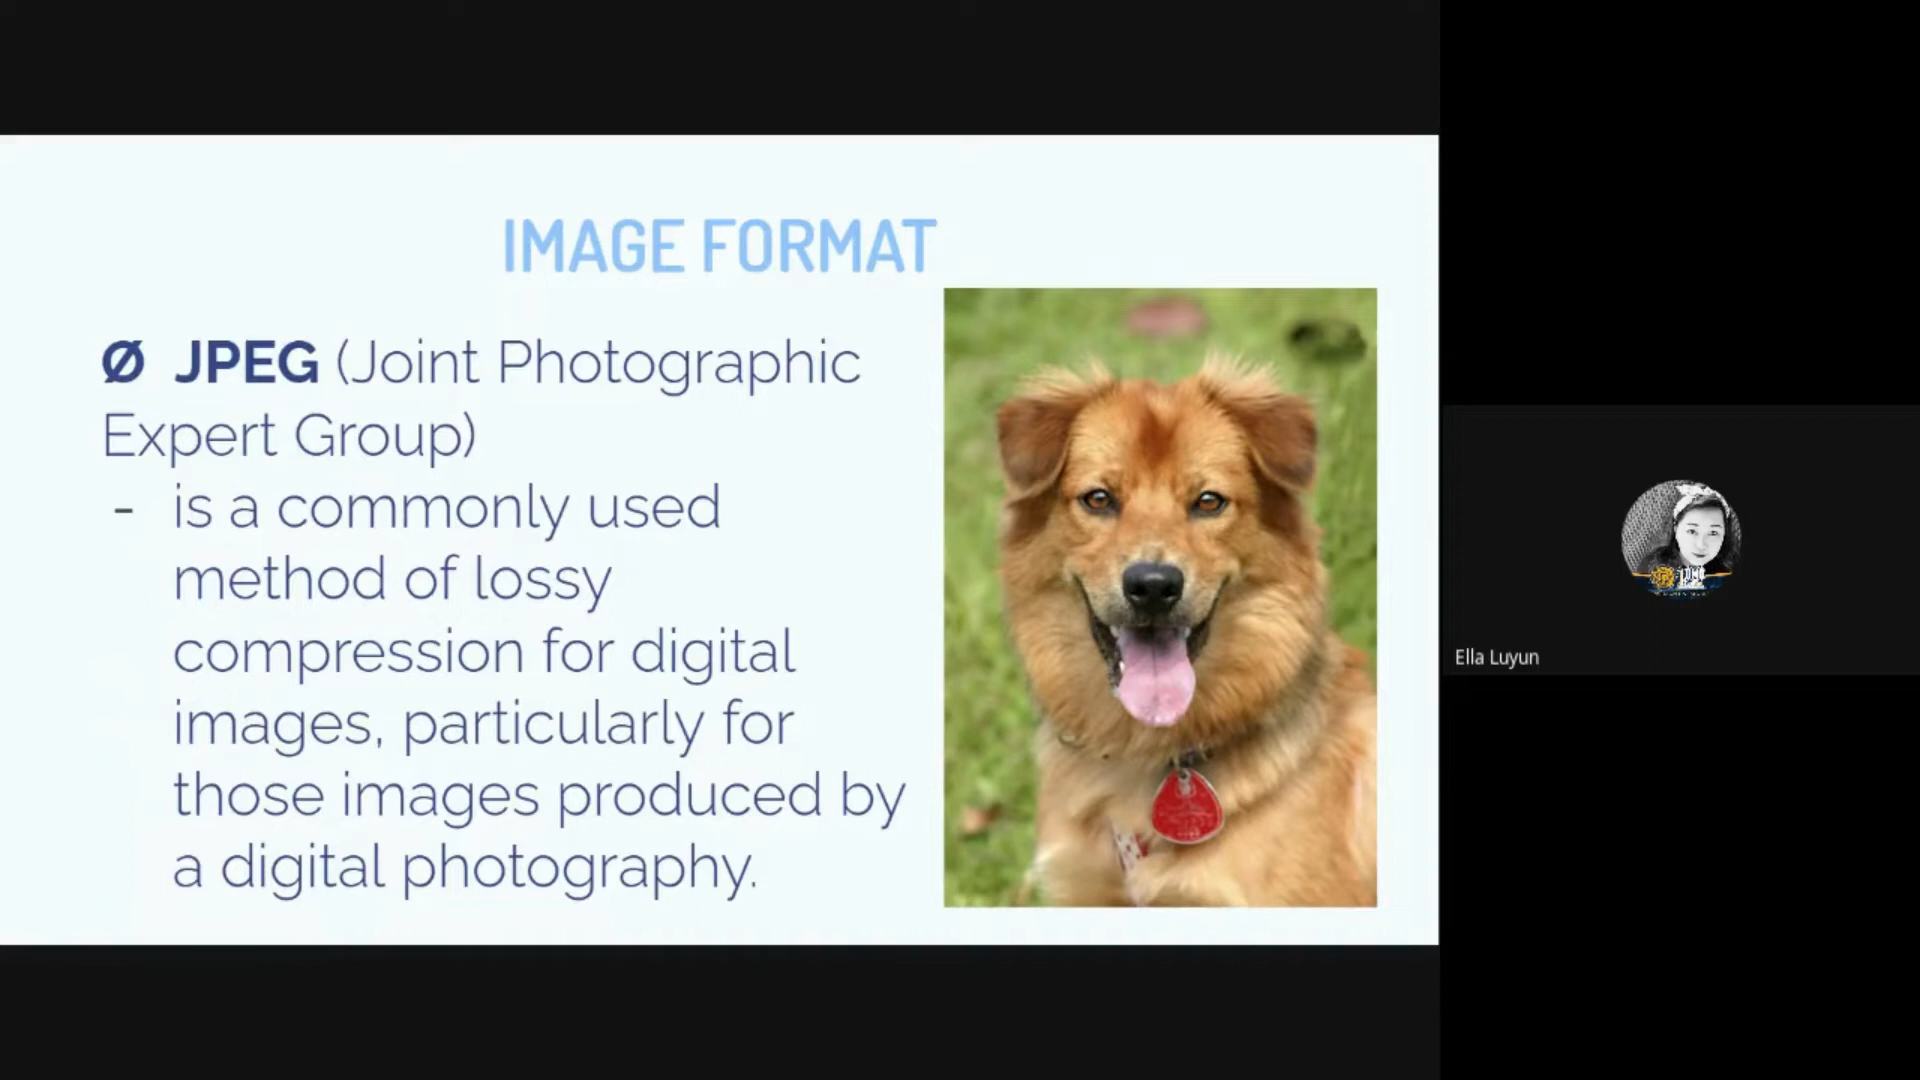 IMAGE FORMAT
Ø JPEG (Joint Photographic
Expert Group)
- is a commonly used
method of lossy
compression for digital
images, particularly for
those images produced by
a digital photography.
Ella Luyun